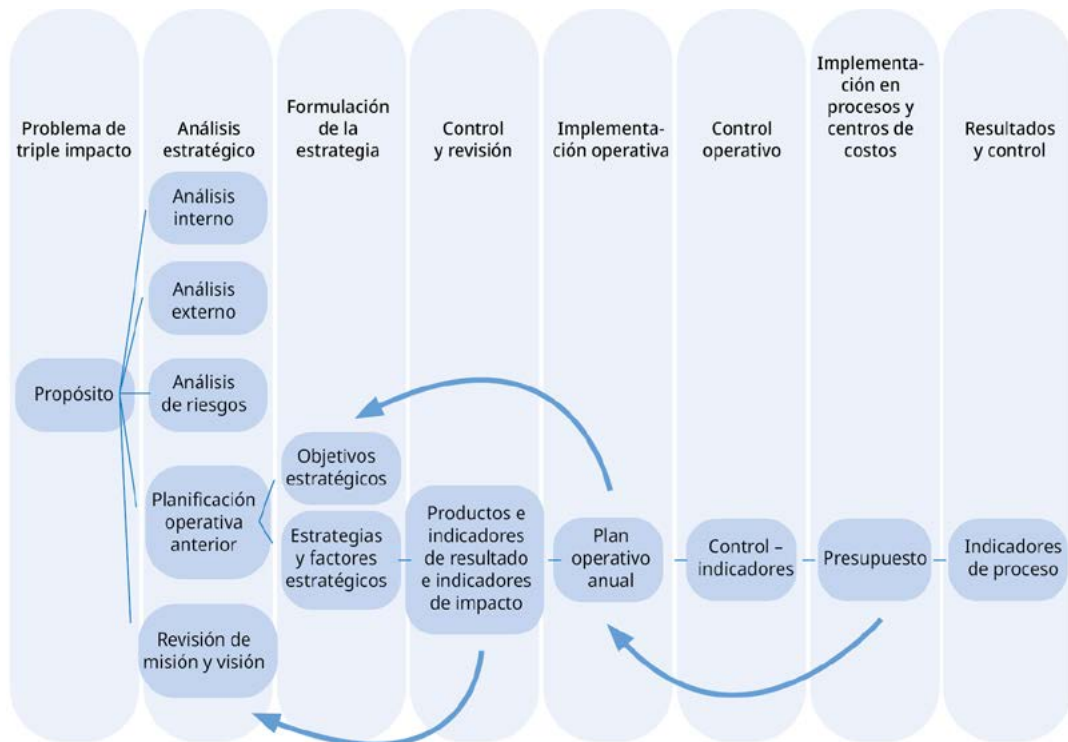 Problema de
triple impacto
Análisis
estratégico
Formulación
de la
estrategia
Control
y revisión
Implementa-
ción operativa
Control
operativo
Implementa-
ción en
procesos y
centros de
costos
Resultados
y control
Propósito
Análisis
interno
Análisis
externo
Análisis
de riesgos
Planificación
operativa
anterior
Revisión de
misión y visión
Objetivos
estratégicos
Estrategias
y factores
estratégicos
Productos e
indicadores
de resultado
e indicadores
de impacto
Plan
operativo
anual
Control –
indicadores
Presupuesto
Indicadores
de proceso